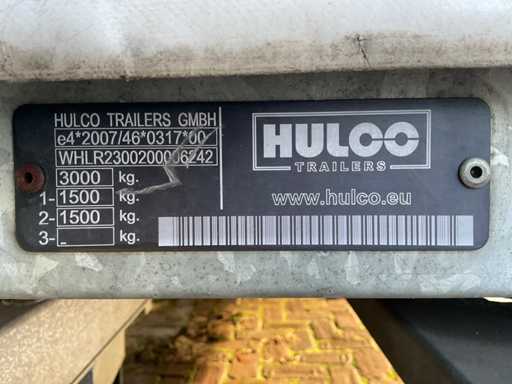 HULCO TRAILERS GMBH
e4*2007/46*0317*00
WHLR2300200006242
3000 kg.
1- 1500 kg.
2- 1500 kg.
3- - kg.
HULCO
TRAILERS
www.hulco.eu